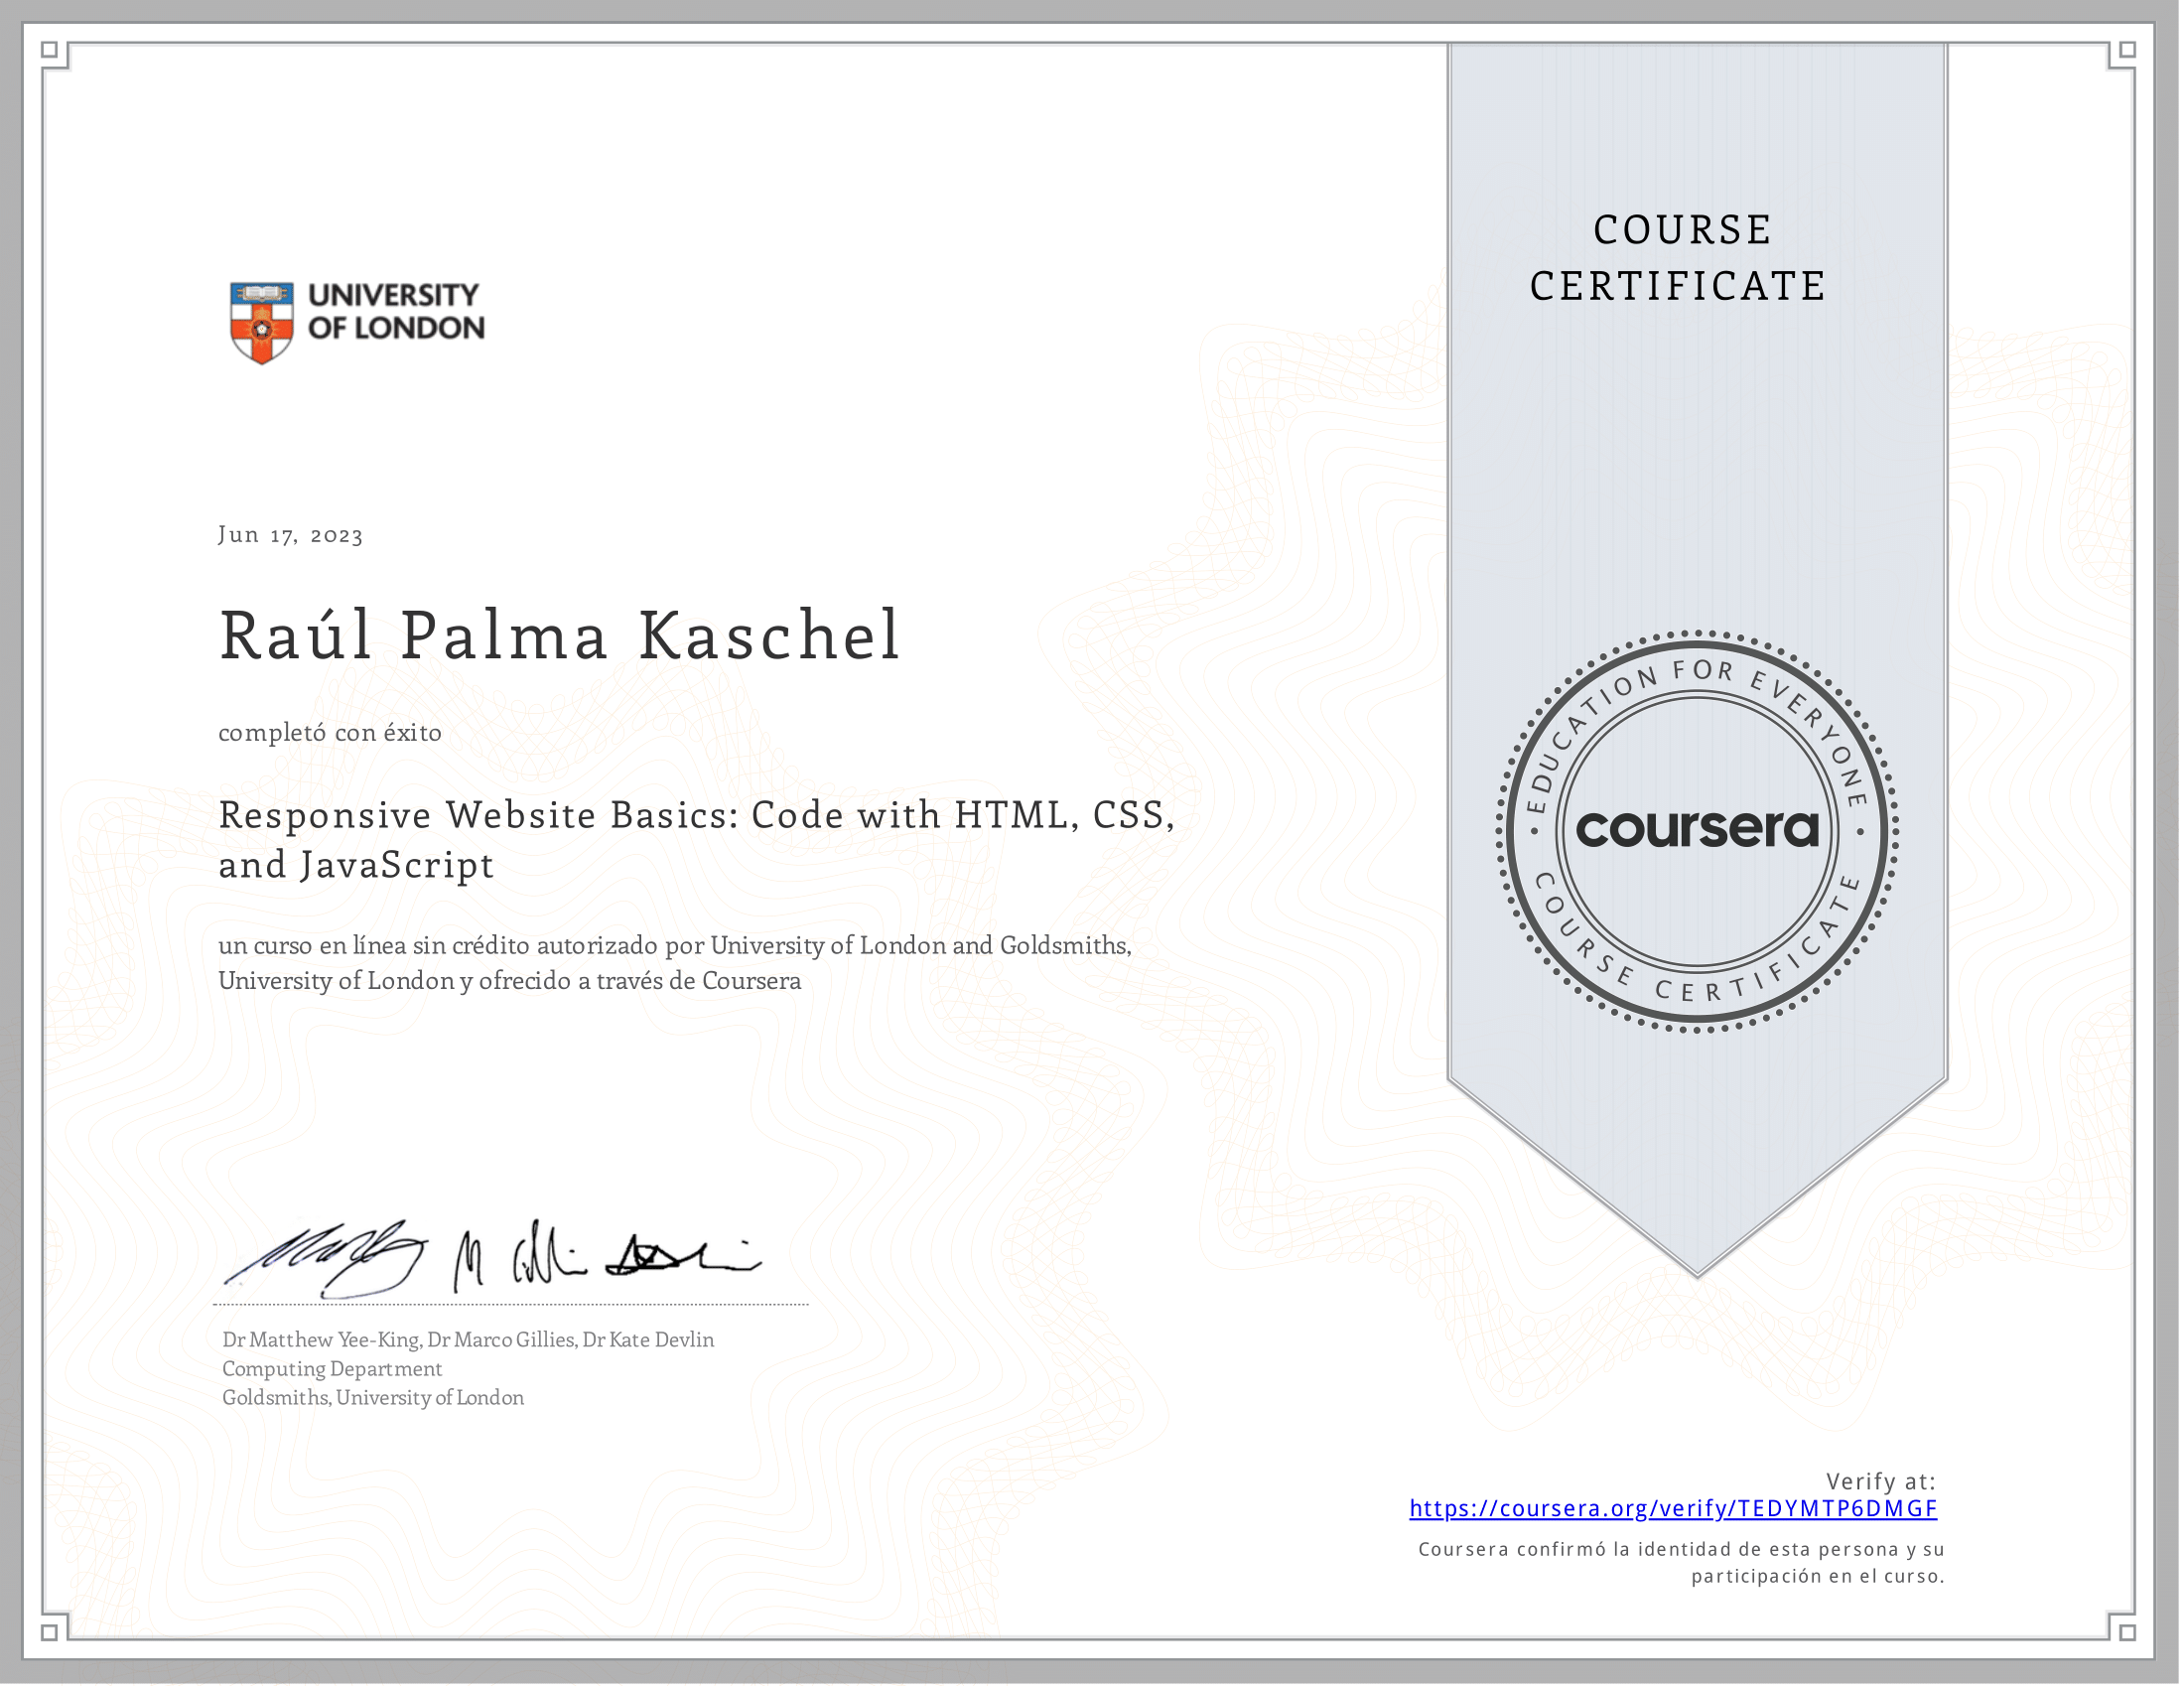 UNIVERSITY
OF LONDON
COURSE
CERTIFICATE
Jun 17, 2023
Raúl Palma Kaschel
completó con éxito
Responsive Website Basics: Code with HTML, CSS,
and JavaScript
un curso en línea sin crédito autorizado por University of London and Goldsmiths,
University of London y ofrecido a través de Coursera
EDUCATION FOR EVERYONE
coursera
COURSE CERTIFICATE
Dr Matthew Yee-King, Dr Marco Gillies, Dr Kate Devlin
Computing Department
Goldsmiths, University of London
Verify at:
https://coursera.org/verify/TEDYMTP6DMGF
Coursera confirmó la identidad de esta persona y su
participación en el curso.